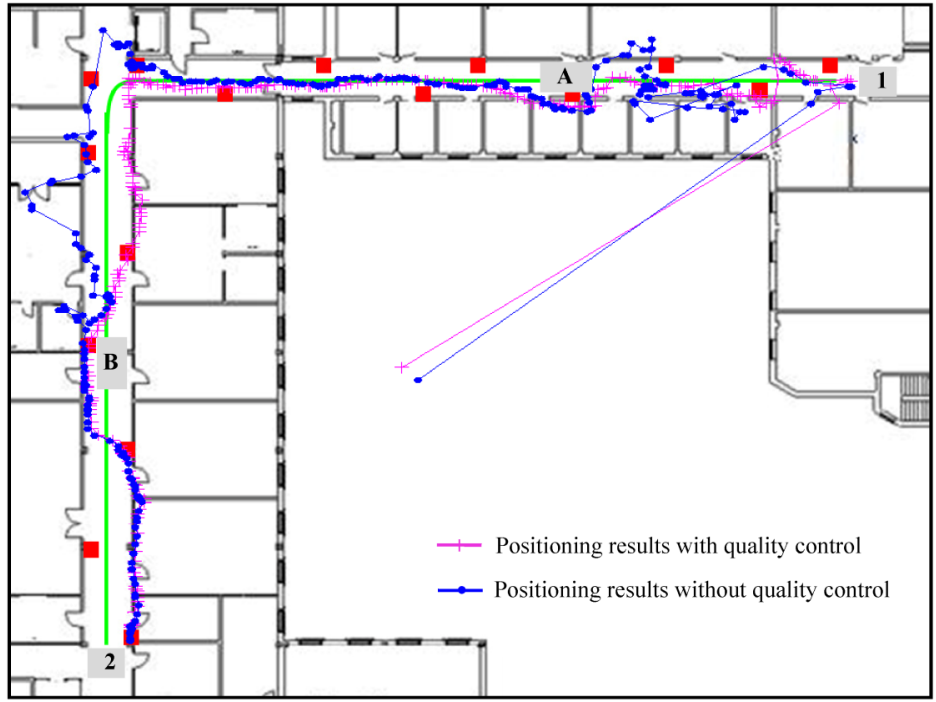 A
1
B
Positioning results with quality control
Positioning results without quality control
2